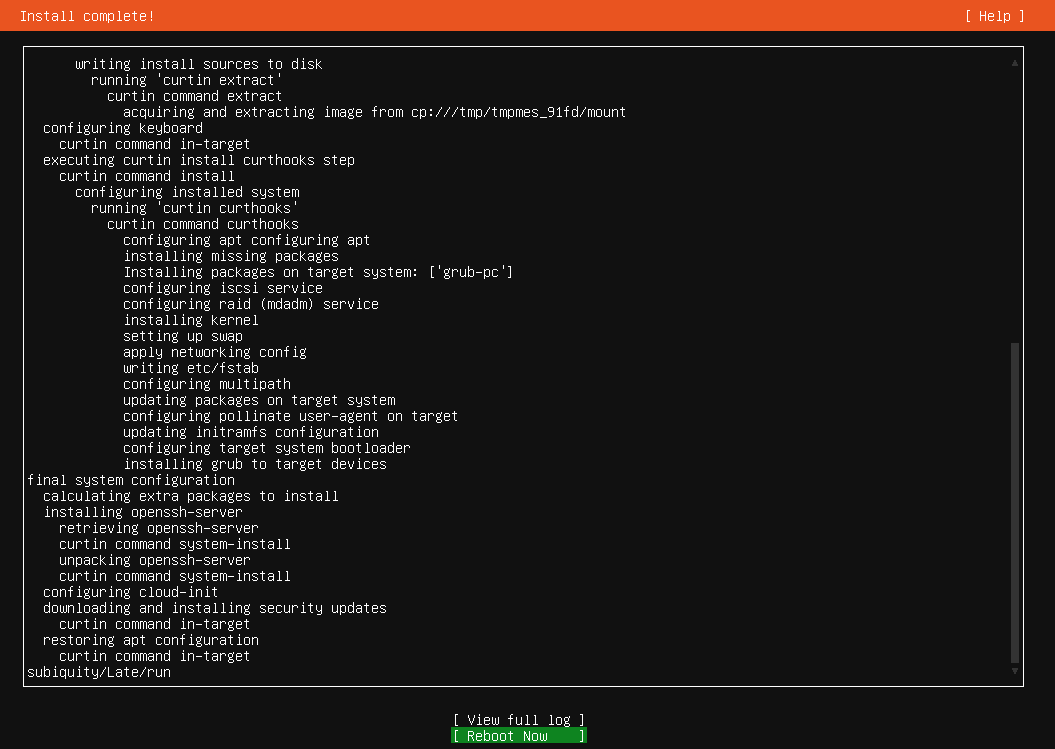 Install complete!
[ Help ]
writing install sources to disk
running 'curtin extract'
curtin command extract
acquiring and extracting image from cp:///tmp/tmpmes_91fd/mount
configuring keyboard
curtin command in-target
executing curtin install curthooks step
curtin command install
configuring installed system
running 'curtin curthooks'
curtin command curthooks
configuring apt configuring apt
installing missing packages
Installing packages on target system: ['grub-pc']
configuring iscsi service
configuring raid (mdadm) service
installing kernel
setting up swap
apply networking config
writing etc/fstab
configuring multipath
updating packages on target system
configuring pollinate user-agent on target
updating initramfs configuration
configuring target system bootloader
installing grub to target devices
final system configuration
calculating extra packages to install
installing openssh-server
retrieving openssh-server
curtin command system-install
unpacking openssh-server
curtin command system-install
configuring cloud-init
downloading and installing security updates
curtin command in-target
restoring apt configuration
curtin command in-target
subiquity/Late/run
[ View full log ]
[ Reboot Now ]